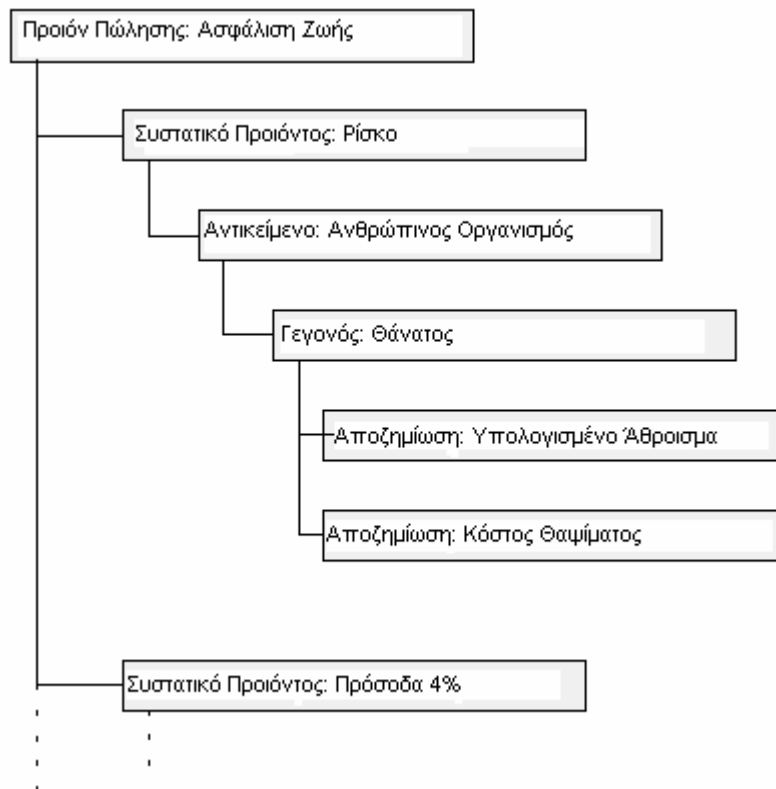 Προιόν Πώλησης: Ασφάλιση Ζωής
Συστατικό Προιόντος: Ρίσκο
Αντικείμενο: Ανθρώπινος Οργανισμός
Γεγονός: Θάνατος
Αποζημίωση: Υπολογισμένο Άθροισμα
Αποζημίωση: Κόστος Θαψίματος
Συστατικό Προιόντος: Πρόσοδα 4%